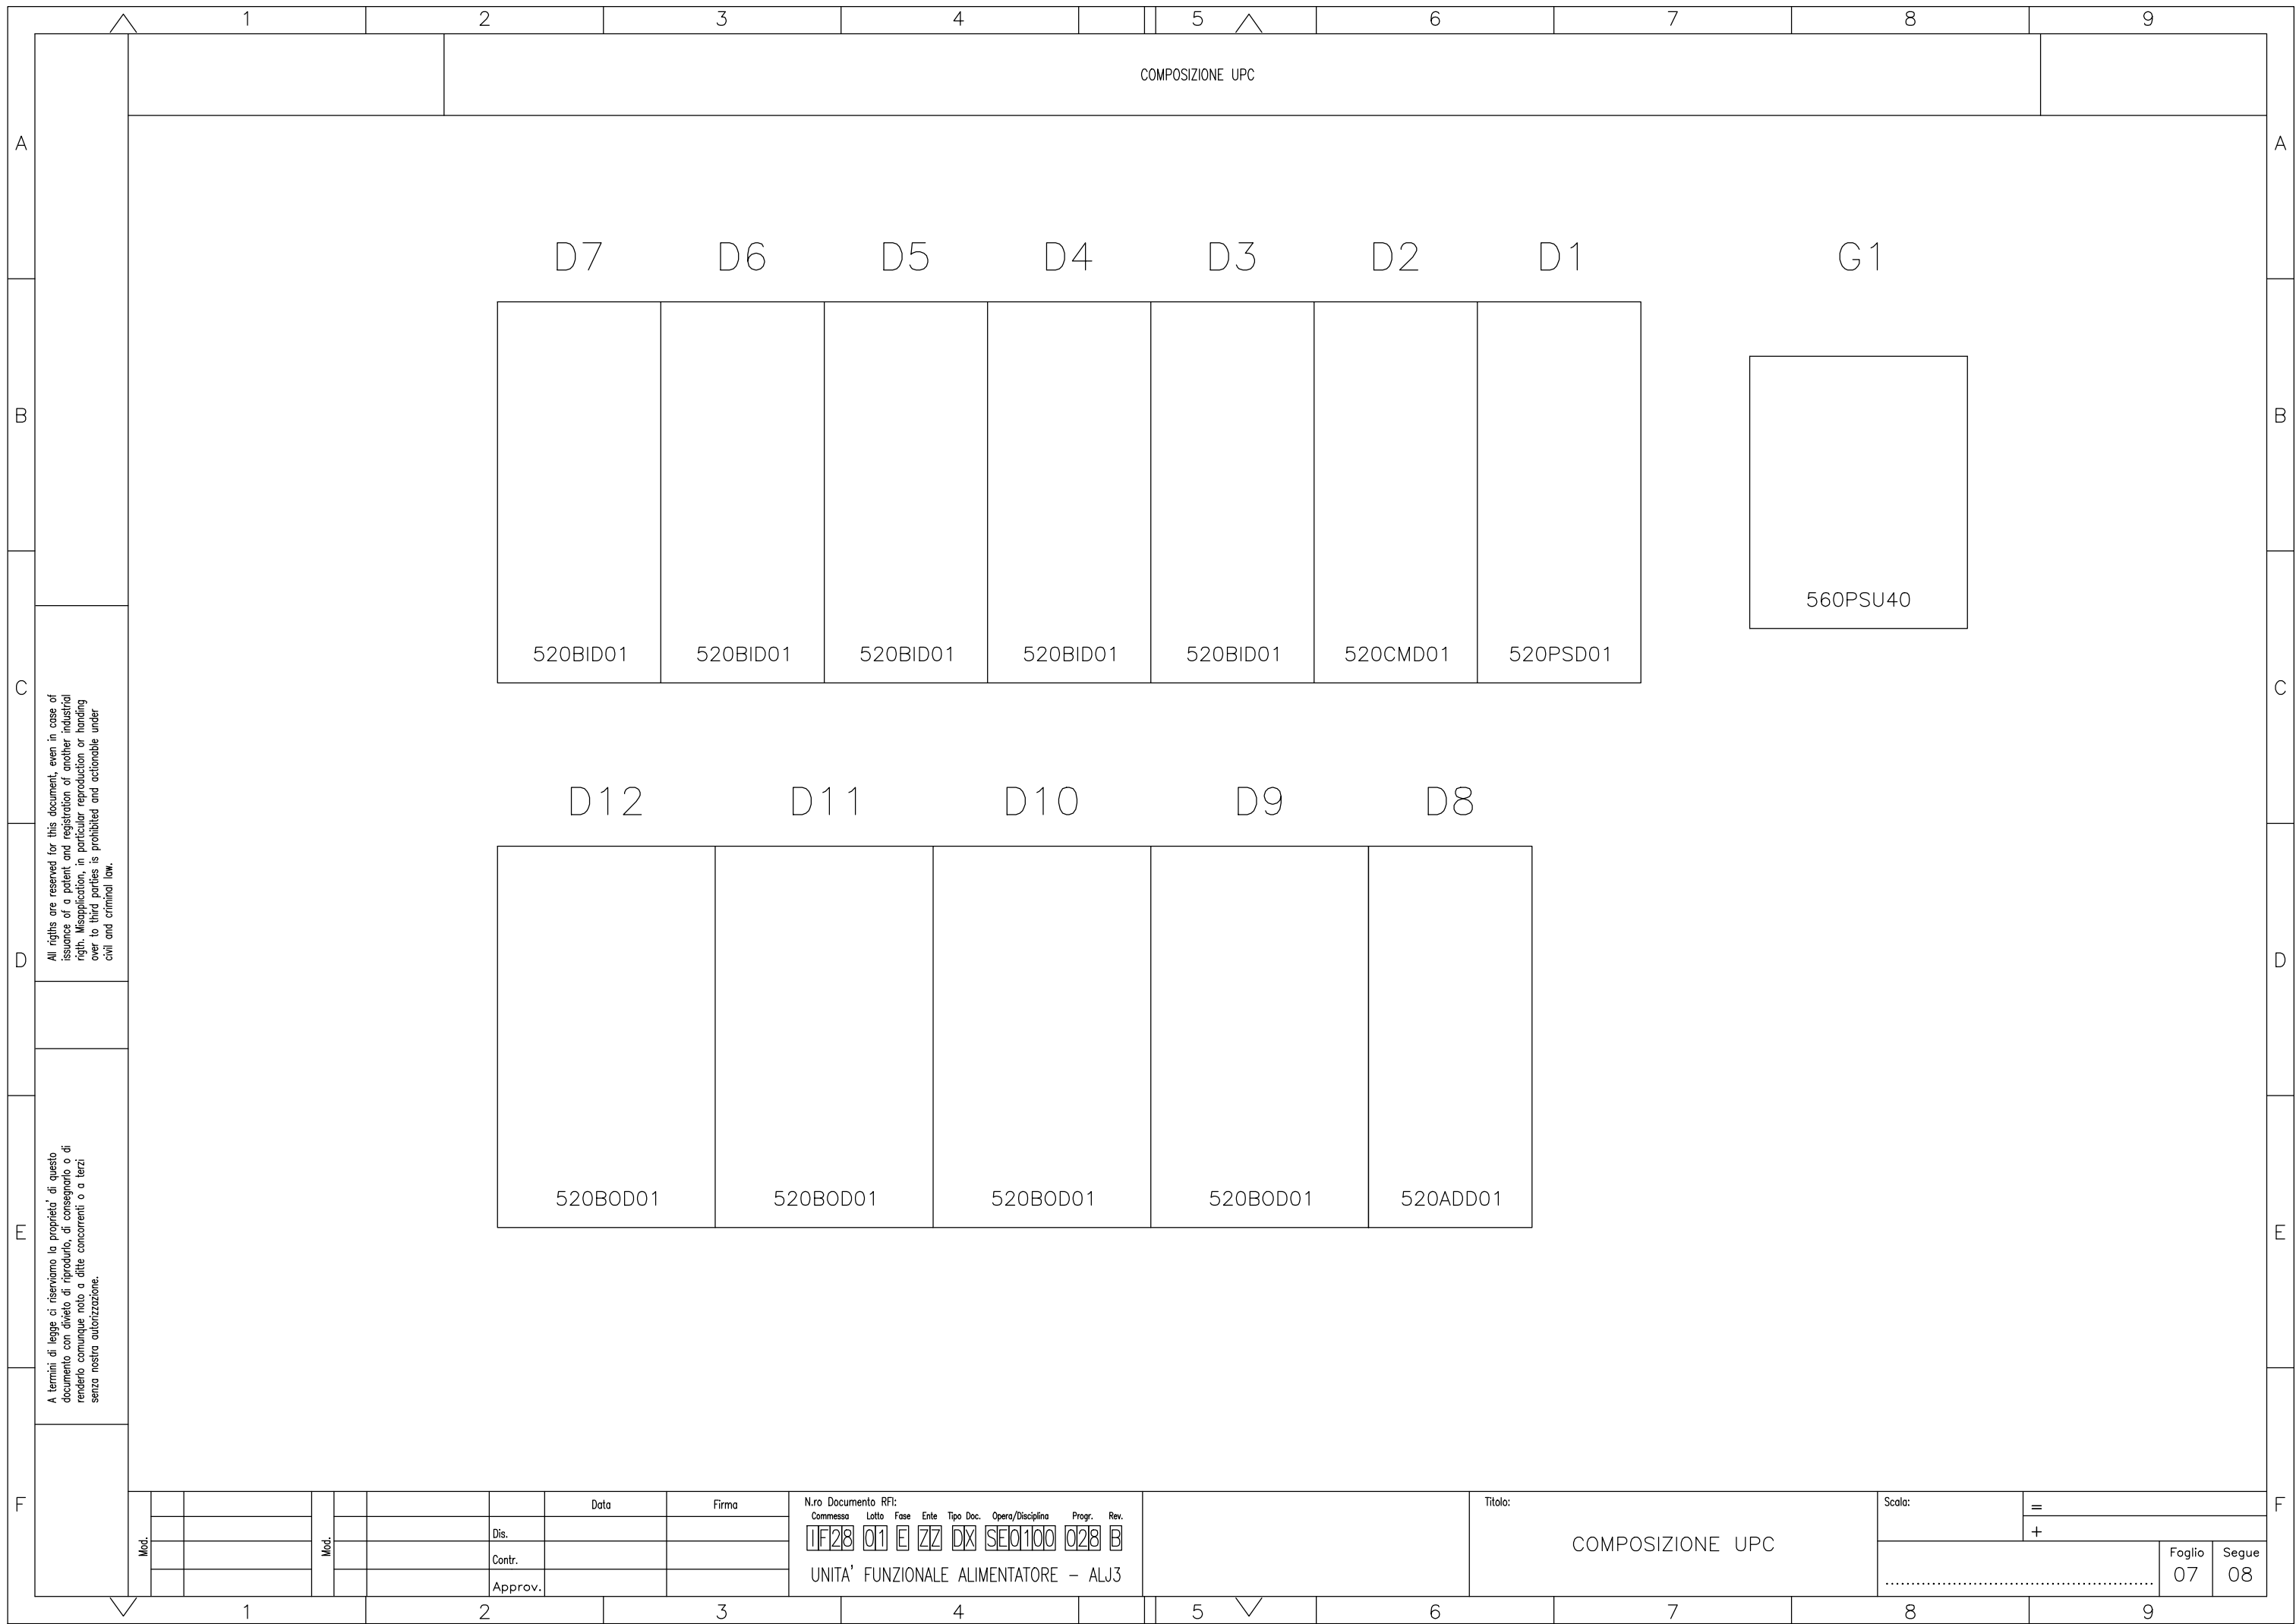 1 2 3 4 5 6 7 8 9
COMPOSIZIONE UPC
A A
D7 D6 D5 D4 D3 D2 D1 G1
B B
560PSU40
520BID01 520BID01 520BID01 520BID01 520BID01 520CMD01 520PSD01
C C
All rigths are reserved for this document, even in case of
issuance of a patent and registration of another industrial
rigth. Misapplication, in particular reproduction or handing
over to third parties is prohibited and actionable under
civil and criminal law.
D12 D11 D10 D9 D8
D D
520BOD01 520BOD01 520BOD01 520BOD01 520ADD01
E E
A termini di legge ci riserviamo la proprieta' di questo
documento con divieto di riprodurlo, di consegnarlo o di
renderlo comunque noto a ditte concorrenti o a terzi
senza nostra autorizzazione.
F F
Mod.
Mod.
Data Firma
Dis.
Contr.
Approv.
N.ro Documento RFI:
Commessa Lotto Fase Ente Tipo Doc. Opera/Disciplina Progr. Rev.
IF28 01 E ZZ DX SE0100 028 B
UNITA' FUNZIONALE ALIMENTATORE - ALJ3
Titolo:
COMPOSIZIONE UPC
Scala:
=
+
Foglio Segue
07 08
1 2 3 4 5 6 7 8 9